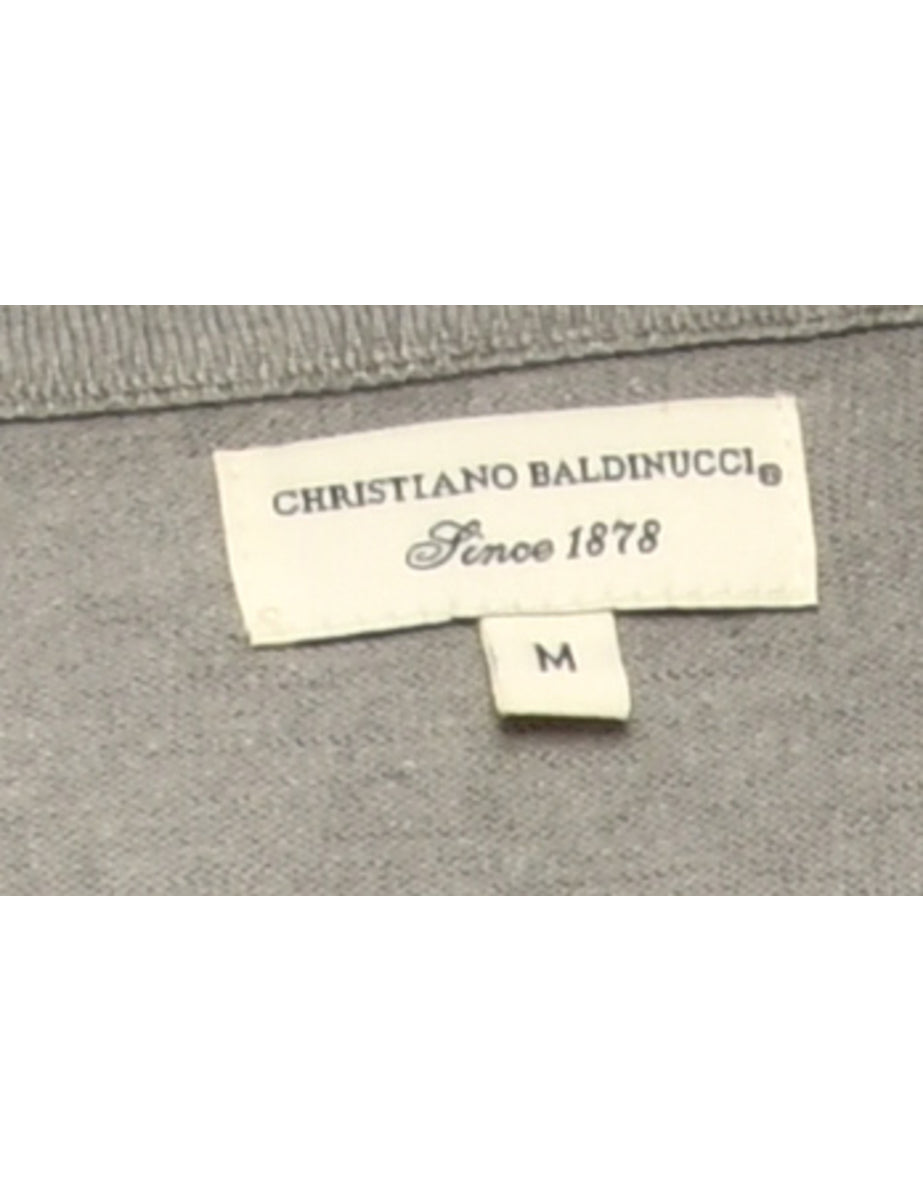 CHRISTIANO BALDINUCCI®
Since 1878
M